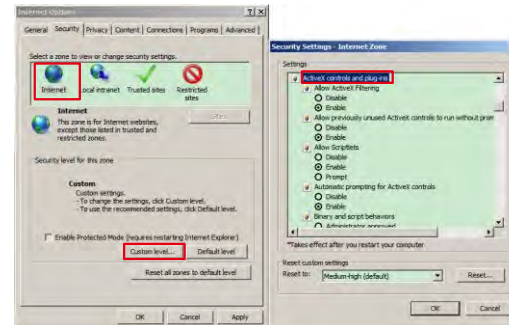 Internet Options
General Security Privacy Content Connections Programs Advanced
Select a zone to view or change security settings.
Internet Local intranet Trusted sites Restricted sites
Internet
This zone is for Internet websites,
except those listed in trusted and
restricted zones.
Sites
Security level for this zone
Custom
Custom settings.
- To change the settings, click Custom level.
- To use the recommended settings, click Default level.
Enable Protected Mode (requires restarting Internet Explorer)
Custom level... Default level
Reset all zones to default level
OK Cancel Apply
Security Settings - Internet Zone
Settings
ActiveX controls and plug-ins
Allow ActiveX Filtering
Disable
Enable
Allow previously unused ActiveX controls to run without prom
Disable
Enable
Allow Scriptlets
Disable
Enable
Prompt
Automatic prompting for ActiveX controls
Disable
Enable
Binary and script behaviors
Administrator approved
*Takes effect after you restart your computer
Reset custom settings
Reset to: Medium-high (default) Reset...
OK Cancel